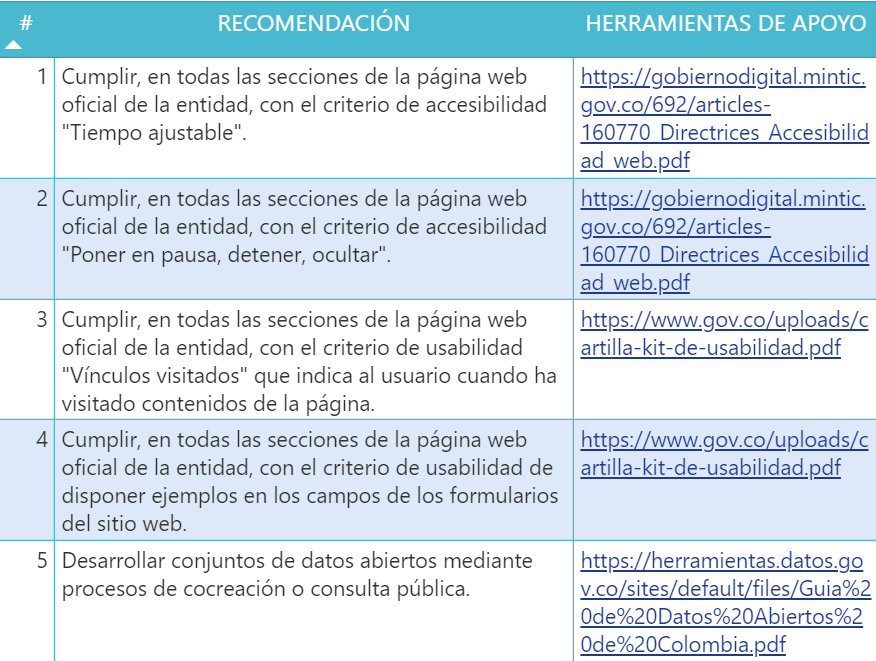 # RECOMENDACIÓN HERRAMIENTAS DE APOYO
1 Cumplir, en todas las secciones de la página web
oficial de la entidad, con el criterio de accesibilidad
"Tiempo ajustable".
https://gobiernodigital.mintic.
gov.co/692/articles-
160770_Directrices_Accesibilid
ad_web.pdf
2 Cumplir, en todas las secciones de la página web
oficial de la entidad, con el criterio de accesibilidad
"Poner en pausa, detener, ocultar".
https://gobiernodigital.mintic.
gov.co/692/articles-
160770_Directrices_Accesibilid
ad_web.pdf
3 Cumplir, en todas las secciones de la página web
oficial de la entidad, con el criterio de usabilidad
"Vínculos visitados" que indica al usuario cuando ha
visitado contenidos de la página.
https://www.gov.co/uploads/c
artilla-kit-de-usabilidad.pdf
4 Cumplir, en todas las secciones de la página web
oficial de la entidad, con el criterio de usabilidad de
disponer ejemplos en los campos de los formularios
del sitio web.
https://www.gov.co/uploads/c
artilla-kit-de-usabilidad.pdf
5 Desarrollar conjuntos de datos abiertos mediante
procesos de cocreación o consulta pública.
https://herramientas.datos.go
v.co/sites/default/files/Guia%2
0de%20Datos%20Abiertos%2
0de%20Colombia.pdf